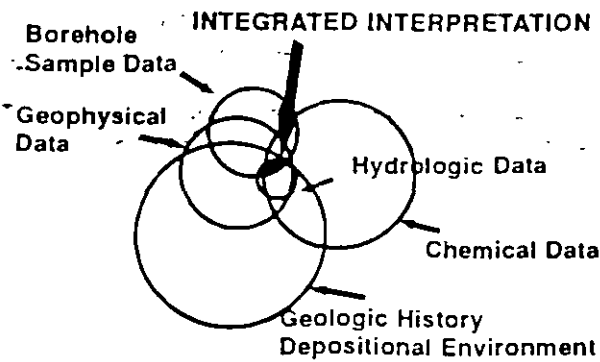 INTEGRATED INTERPRETATION
Borehole
Sample Data
Geophysical
Data
Hydrologic Data
Chemical Data
Geologic History
Depositional Environment